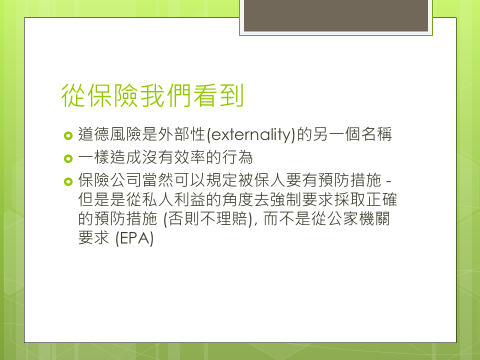 從保險我們看到
道德風險是外部性(externality)的另一個名稱
一樣造成沒有效率的行為
保險公司當然可以規定被保人要有預防措施 -
但是是從私人利益的角度去強制要求採取正確
的預防措施 (否則不理賠), 而不是從公家機關
要求 (EPA)